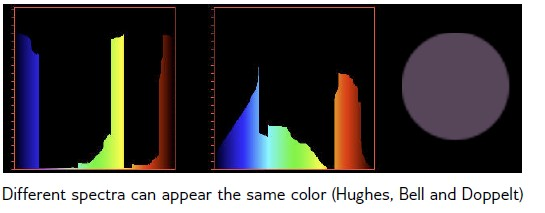 Different spectra can appear the same color (Hughes, Bell and Doppelt)